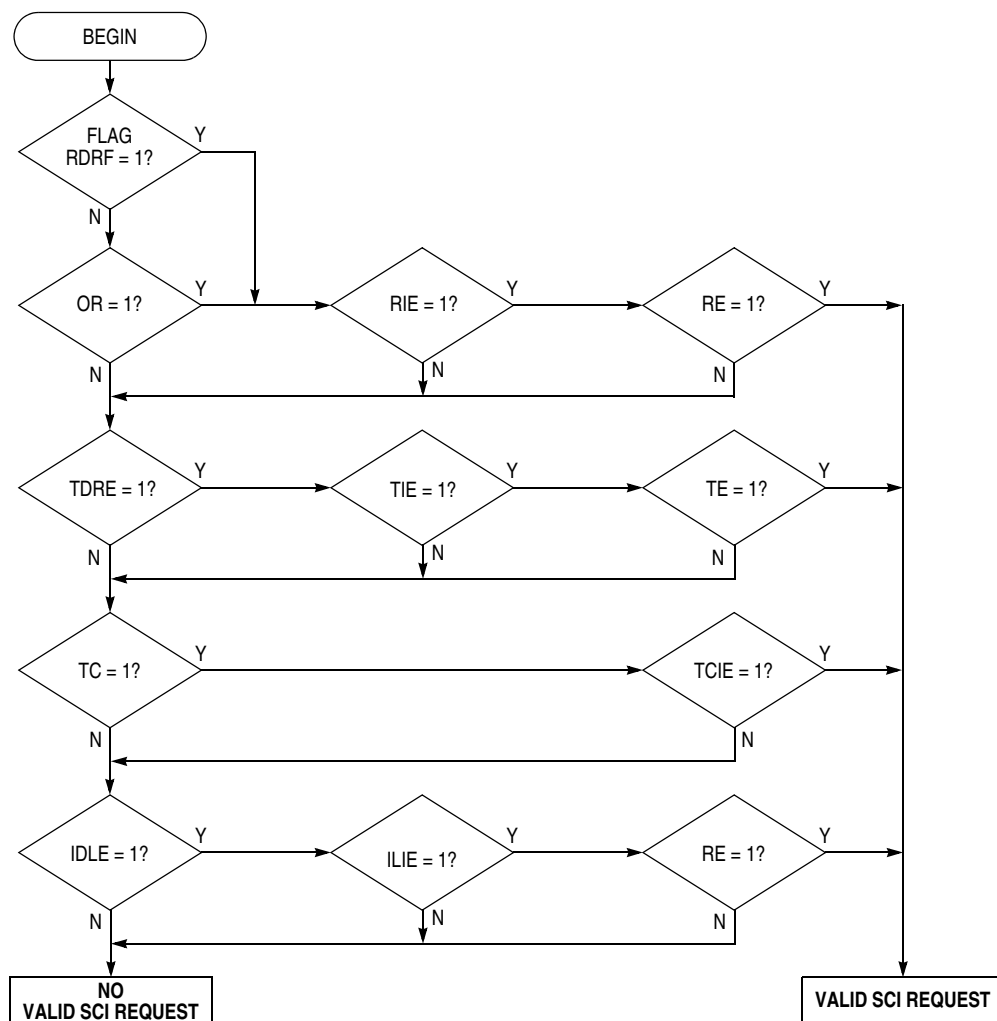 BEGIN
FLAG
RDRF = 1?
Y
N
OR = 1?
Y
RIE = 1?
Y
RE = 1?
Y
N
N
N
TDRE = 1?
Y
TIE = 1?
Y
TE = 1?
Y
N
N
N
TC = 1?
Y
TCIE = 1?
Y
N
N
IDLE = 1?
Y
ILIE = 1?
Y
RE = 1?
Y
N
N
N
NO
VALID SCI REQUEST
VALID SCI REQUEST